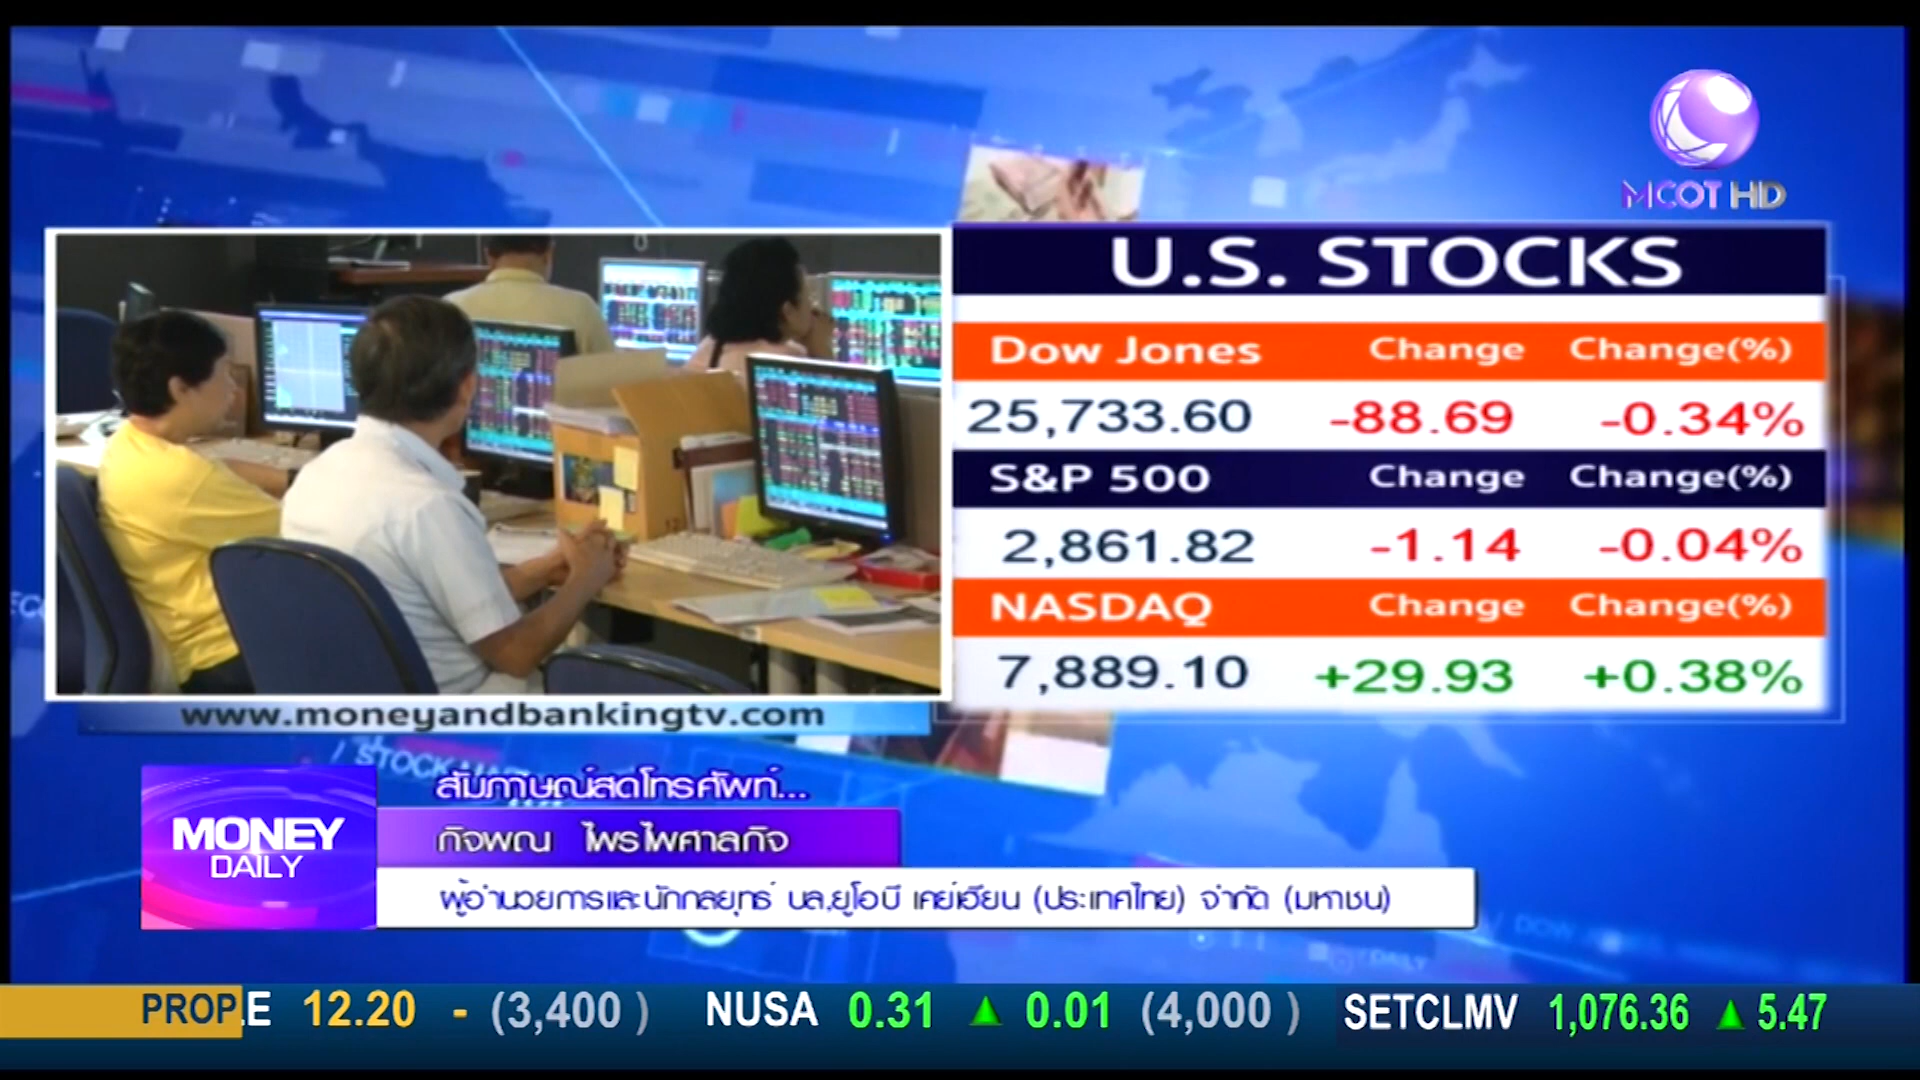 MCOT HD
U.S. STOCKS
Dow Jones Change Change(%)
25,733.60 -88.69 -0.34%
S&P 500 Change Change(%)
2,861.82 -1.14 -0.04%
NASDAQ Change Change(%)
7,889.10 +29.93 +0.38%
www.moneyandbankingtv.com
สัมภาษณ์สดโทรศัพท์...
MONEY
DAILY
กิจพณ ไพรไพศาลกิจ
ผู้อำนวยการและนักกลยุทธ์ บล.ยูโอบี เคย์เฮียน (ประเทศไทย) จำกัด (มหาชน)
PROP E 12.20 - (3,400 ) NUSA 0.31 ▲ 0.01 (4,000 ) SETCLMV 1,076.36 ▲ 5.47